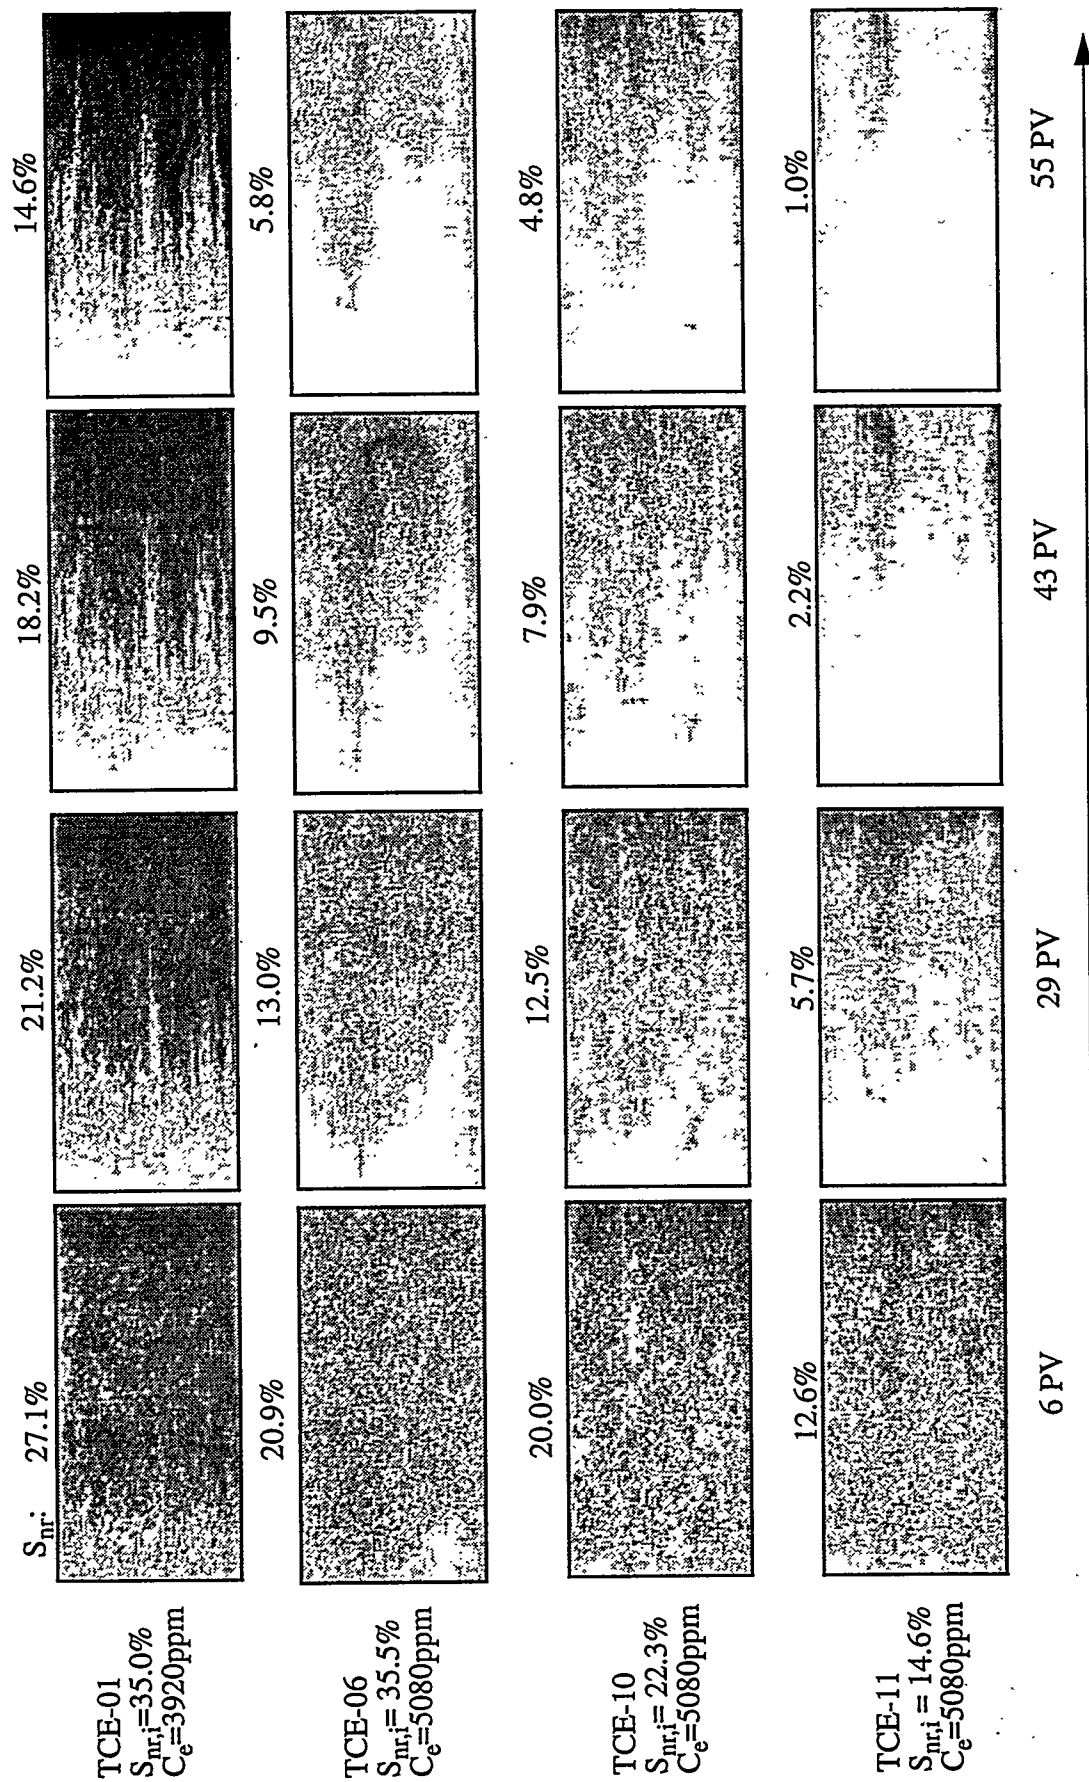 S_nr:
27.1%
21.2%
18.2%
14.6%
TCE-01
S_nr,i=35.0%
C_e=3920ppm
20.9%
13.0%
9.5%
5.8%
TCE-06
S_nr,i= 35.5%
C_e=5080ppm
20.0%
12.5%
7.9%
4.8%
TCE-10
S_nr,i= 22.3%
C_e=5080ppm
12.6%
5.7%
2.2%
1.0%
TCE-11
S_nr,i = 14.6%
C_e=5080ppm
6 PV
29 PV
43 PV
55 PV